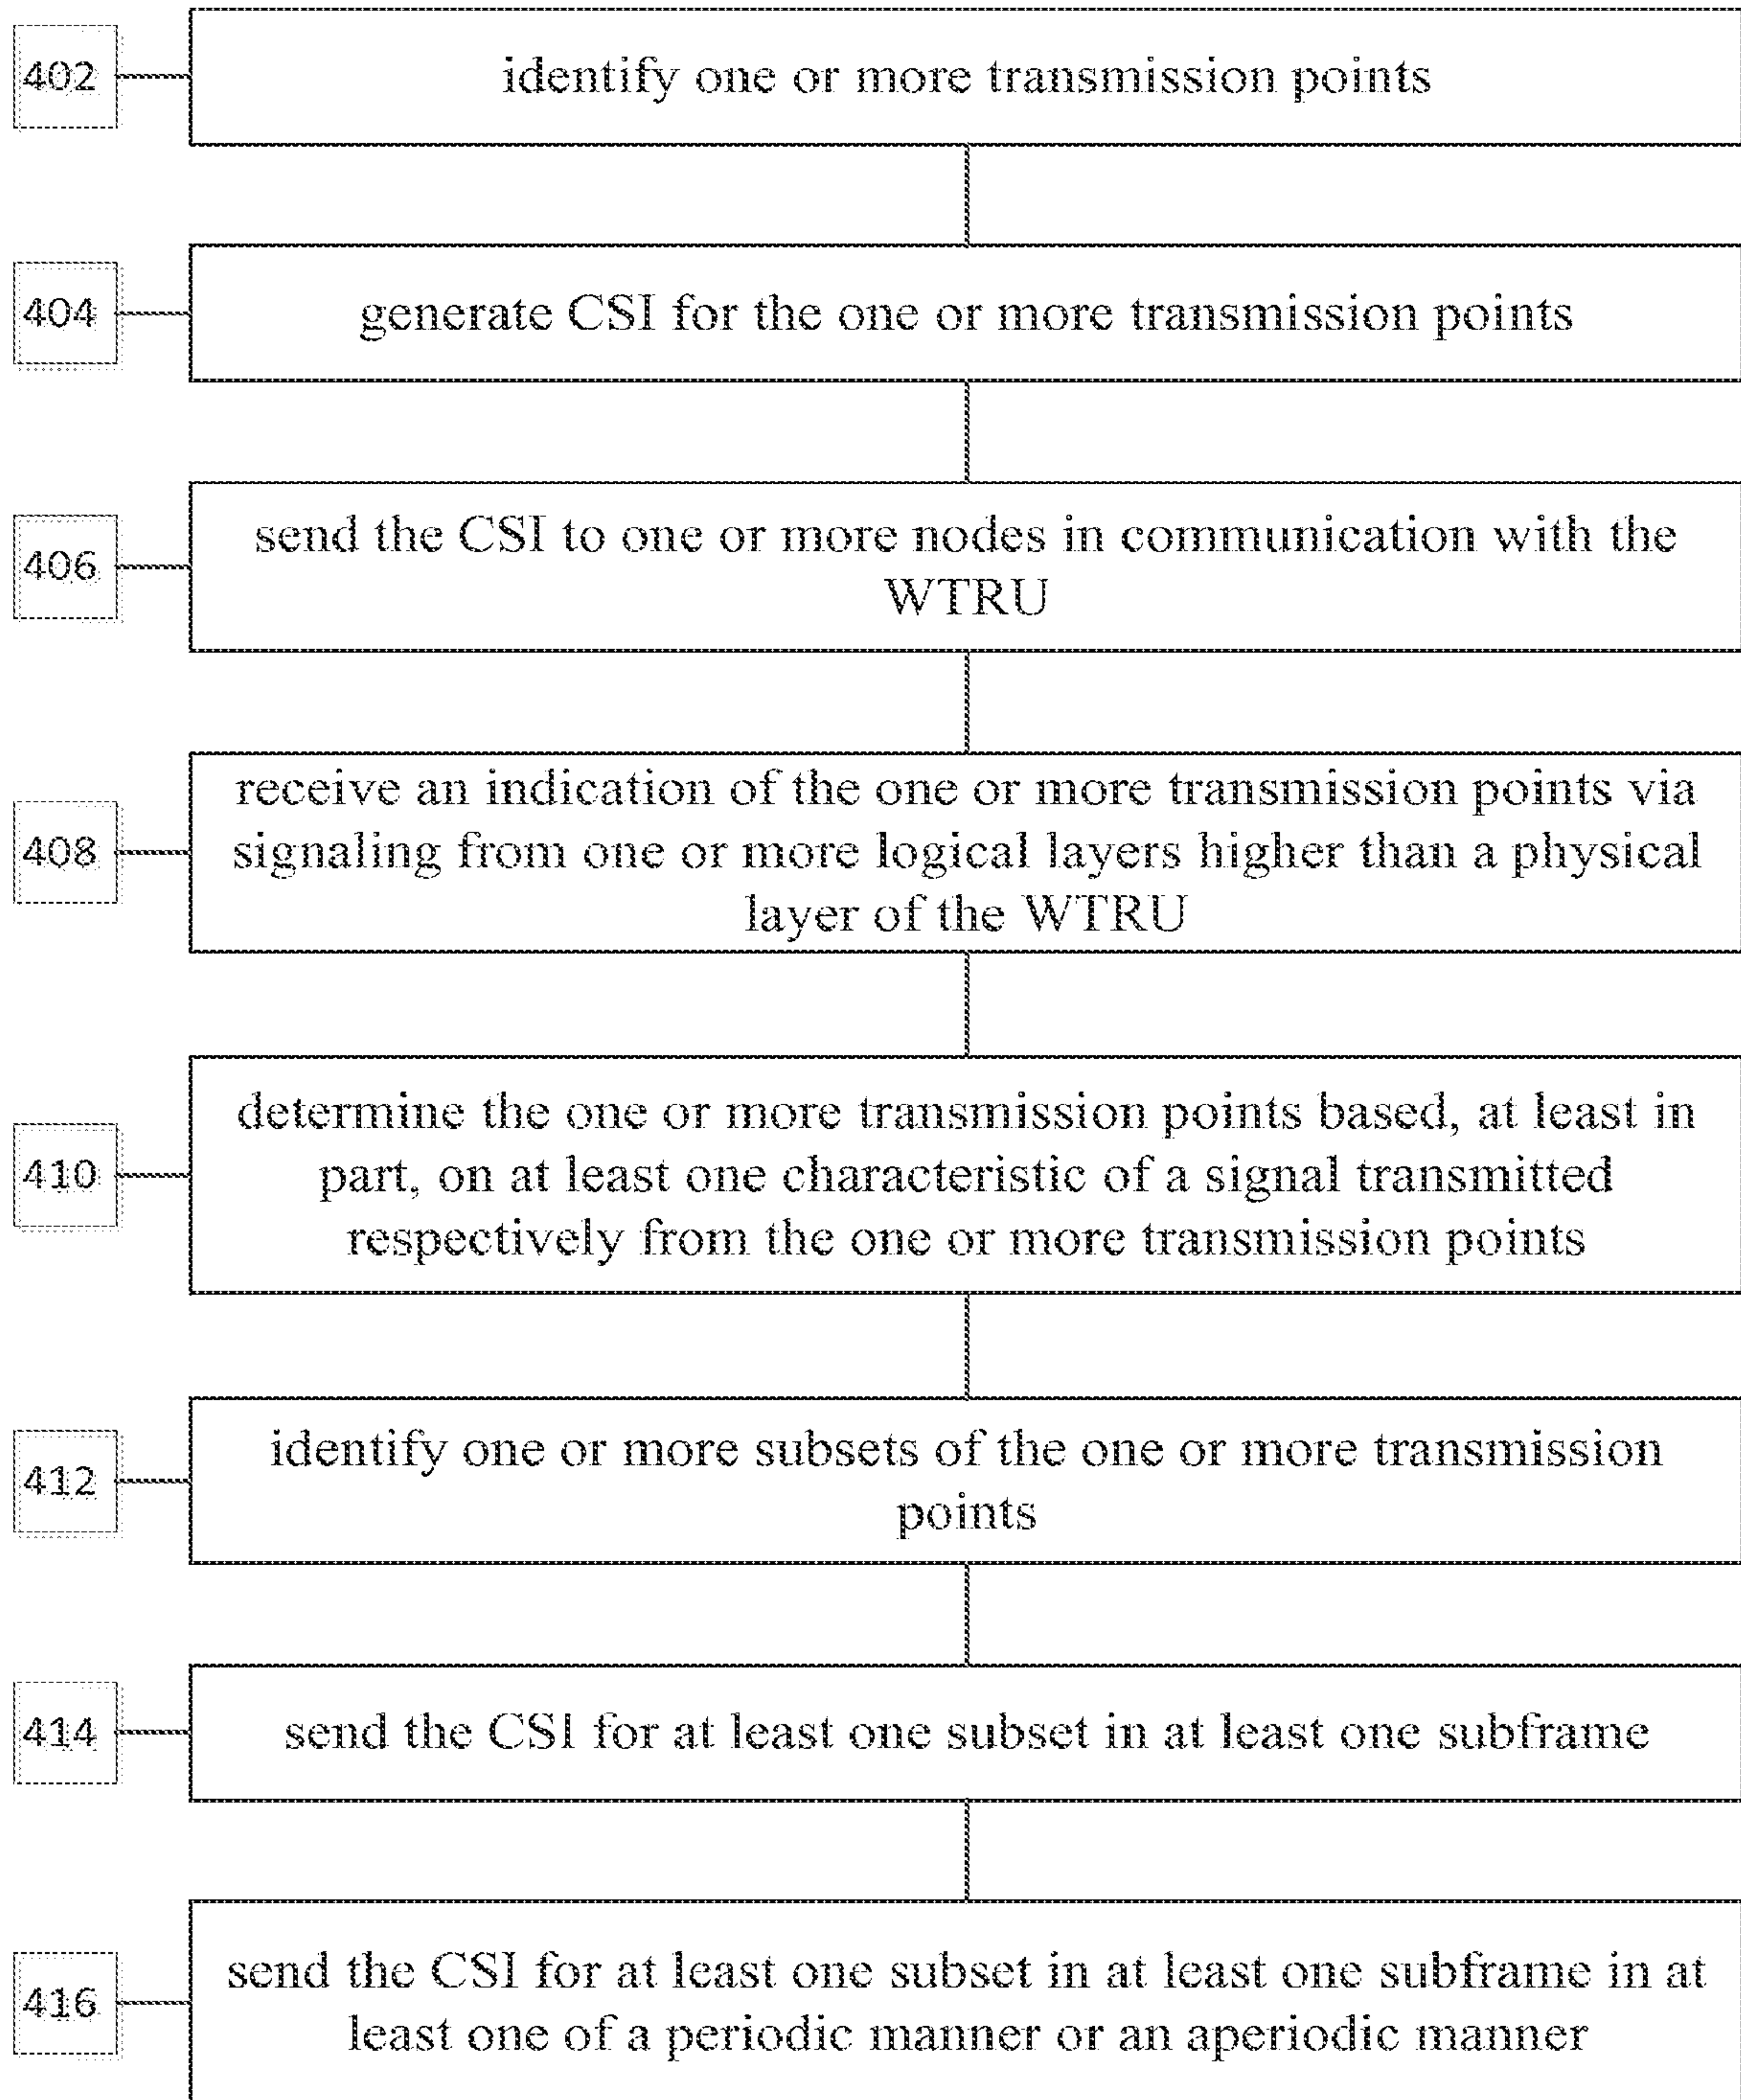 402
identify one or more transmission points
404
generate CSI for the one or more transmission points
406
send the CSI to one or more nodes in communication with the
WTRU
408
receive an indication of the one or more transmission points via
signaling from one or more logical layers higher than a physical
layer of the WTRU
410
determine the one or more transmission points based, at least in
part, on at least one characteristic of a signal transmitted
respectively from the one or more transmission points
412
identify one or more subsets of the one or more transmission
points
414
send the CSI for at least one subset in at least one subframe
416
send the CSI for at least one subset in at least one subframe in at
least one of a periodic manner or an aperiodic manner